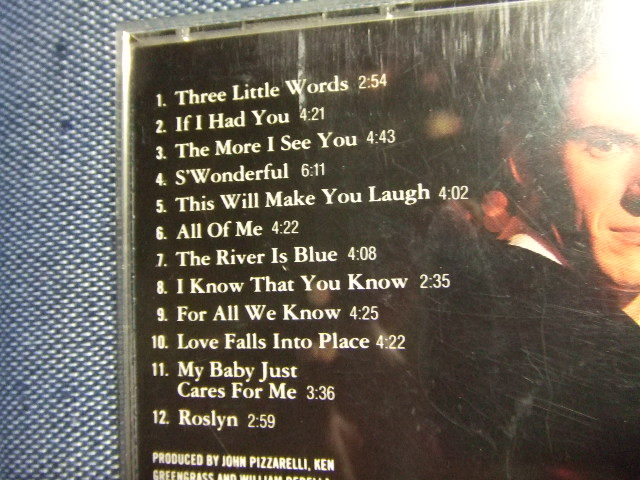 1. Three Little Words 2:54
2. If I Had You 4:21
3. The More I See You 4:43
4. S'Wonderful 6:11
5. This Will Make You Laugh 4:02
6. All Of Me 4:22
7. The River Is Blue 4:08
8. I Know That You Know 2:35
9. For All We Know 4:25
10. Love Falls Into Place 4:22
11. My Baby Just
Cares For Me 3:36
12. Roslyn 2:59
PRODUCED BY JOHN PIZZARELLI, KEN
GREENGRASS AND WILLIAM